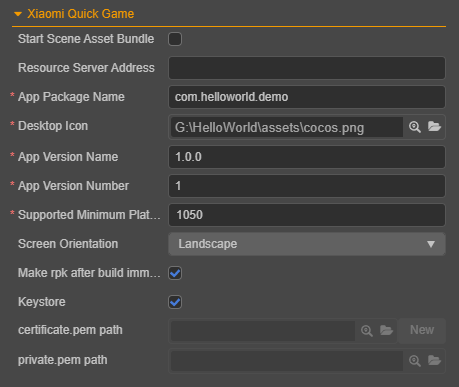 Xiaomi Quick Game
Start Scene Asset Bundle
Resource Server Address
* App Package Name com.helloworld.demo
* Desktop Icon G:\HelloWorld\assets\cocos.png
* App Version Name 1.0.0
* App Version Number 1
* Supported Minimum Plat... 1050
Screen Orientation Landscape
Make rpk after build imm...
Keystore
certificate.pem path New
private.pem path